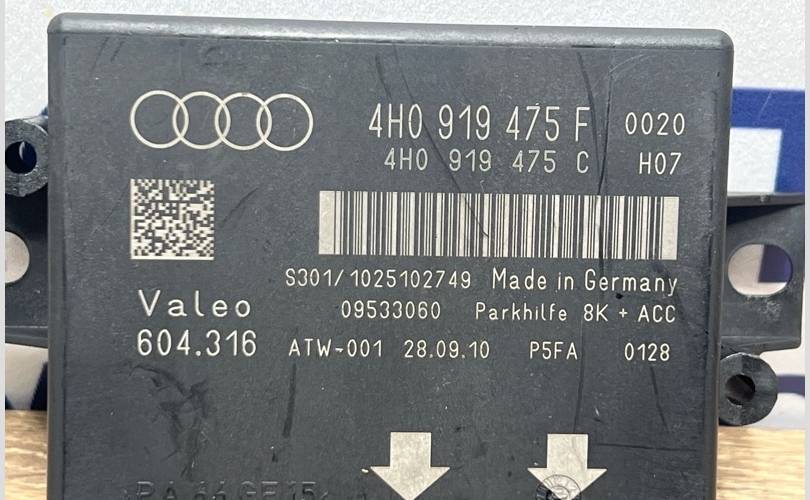 4H0 919 475 F 0020
4H0 919 475 C H07
S301/1025102749 Made in Germany
Valeo 09533060 Parkhilfe 8K + ACC
604.316 ATW-001 28.09.10 P5FA 0128